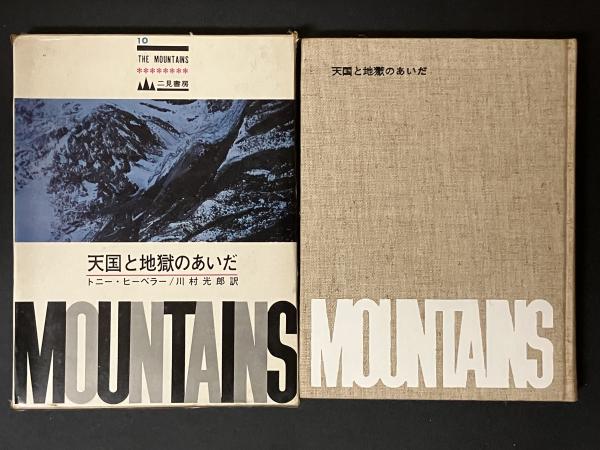 10
THE MOUNTAINS
********
二見書房
天国と地獄のあいだ
トニー・ヒーベラー/川村光郎訳
MOUNTAINS
天国と地獄のあいだ
MOUNTAINS